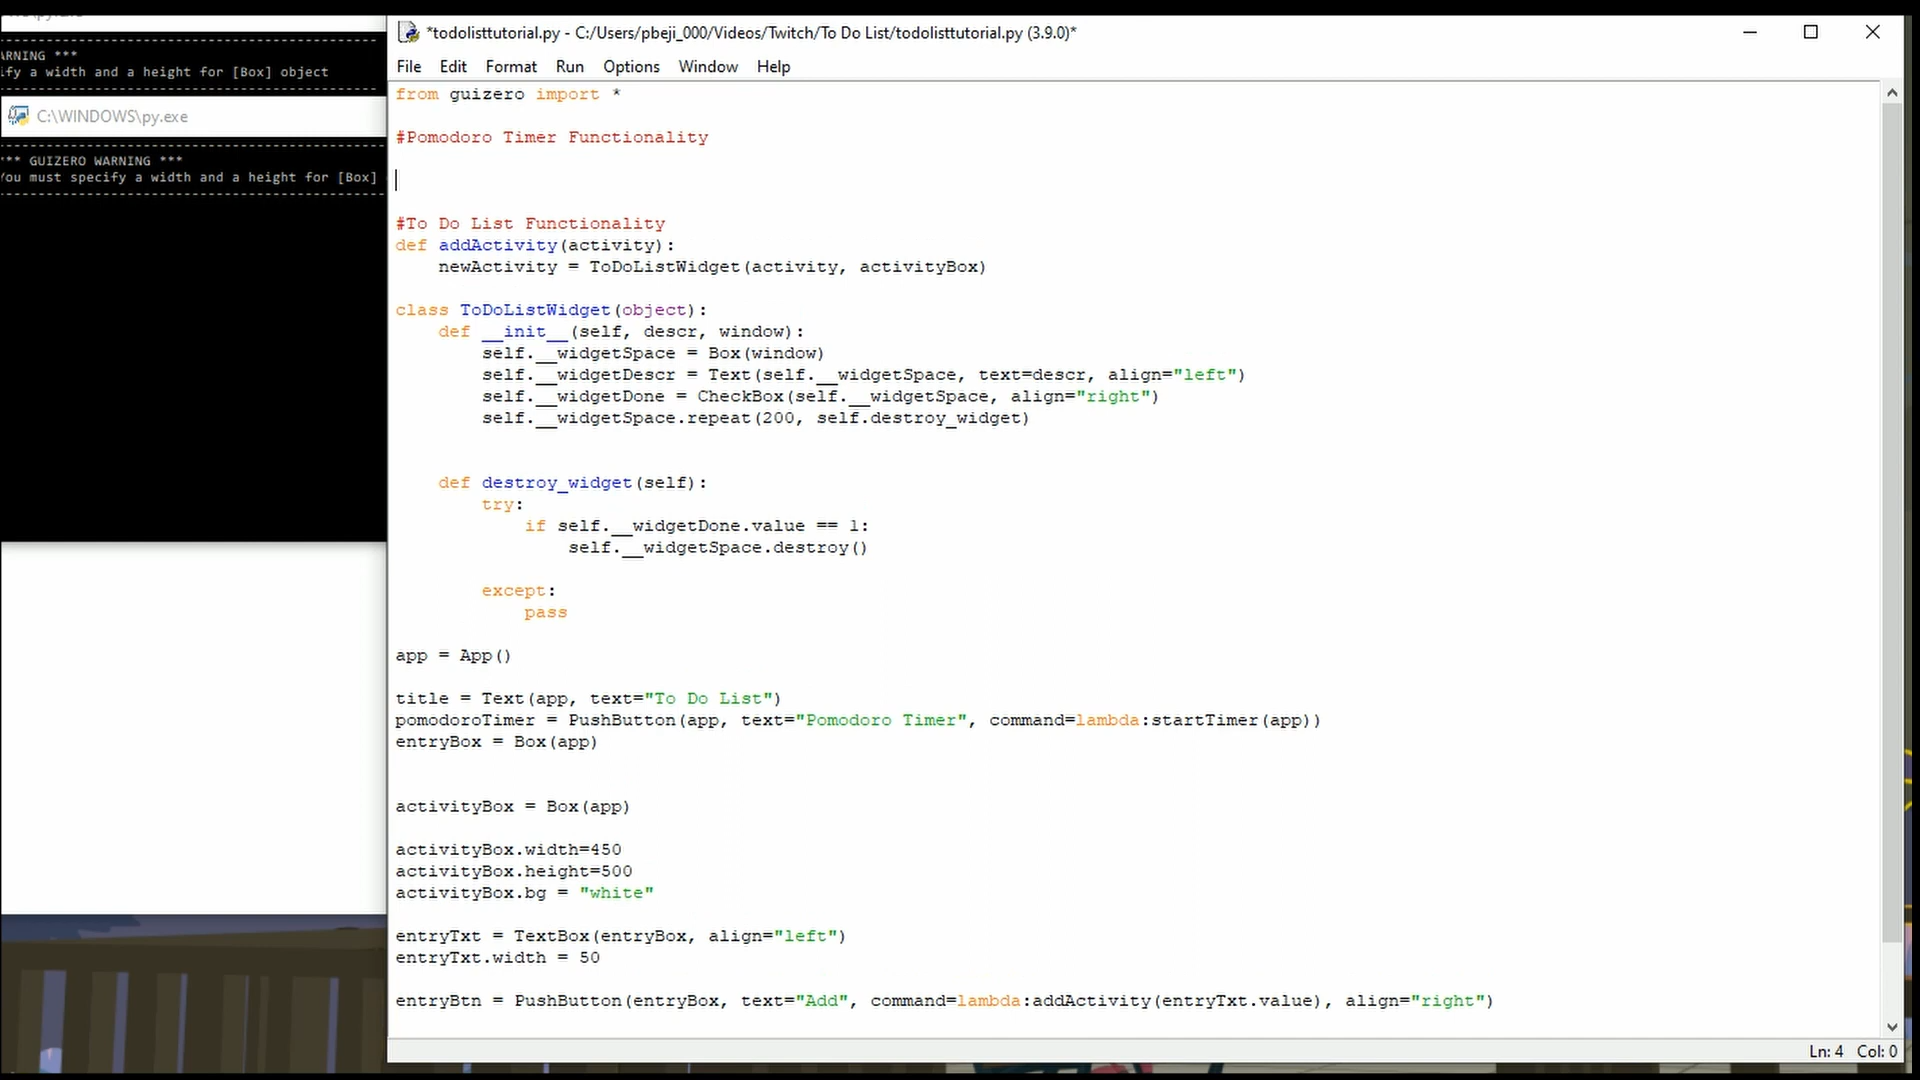 ARNING ***
ify a width and a height for [Box] object
C:\WINDOWS\py.exe
*** GUIZERO WARNING ***
You must specify a width and a height for [Box]
*todolisttutorial.py - C:/Users/pbeji_000/Videos/Twitch/To Do List/todolisttutorial.py (3.9.0)*
File Edit Format Run Options Window Help
from guizero import *
#Pomodoro Timer Functionality
#To Do List Functionality
def addActivity(activity):
    newActivity = ToDoListWidget(activity, activityBox)
class ToDoListWidget(object):
    def __init__(self, descr, window):
        self.__widgetSpace = Box(window)
        self.__widgetDescr = Text(self.__widgetSpace, text=descr, align="left")
        self.__widgetDone = CheckBox(self.__widgetSpace, align="right")
        self.__widgetSpace.repeat(200, self.destroy_widget)
    def destroy_widget(self):
        try:
            if self.__widgetDone.value == 1:
                self.__widgetSpace.destroy()
        except:
            pass
app = App()
title = Text(app, text="To Do List")
pomodoroTimer = PushButton(app, text="Pomodoro Timer", command=lambda:startTimer(app))
entryBox = Box(app)
activityBox = Box(app)
activityBox.width=450
activityBox.height=500
activityBox.bg = "white"
entryTxt = TextBox(entryBox, align="left")
entryTxt.width = 50
entryBtn = PushButton(entryBox, text="Add", command=lambda:addActivity(entryTxt.value), align="right")
Ln: 4 Col: 0